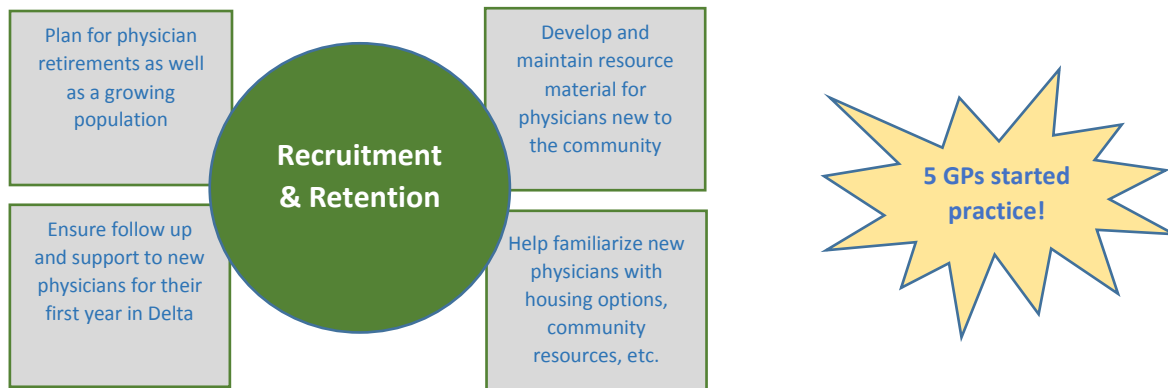 Plan for physician
retirements as well
as a growing
population
Develop and
maintain resource
material for
physicians new to
the community
Recruitment
& Retention
Ensure follow up
and support to new
physicians for their
first year in Delta
Help familiarize new
physicians with
housing options,
community
resources, etc.
5 GPs started
practice!